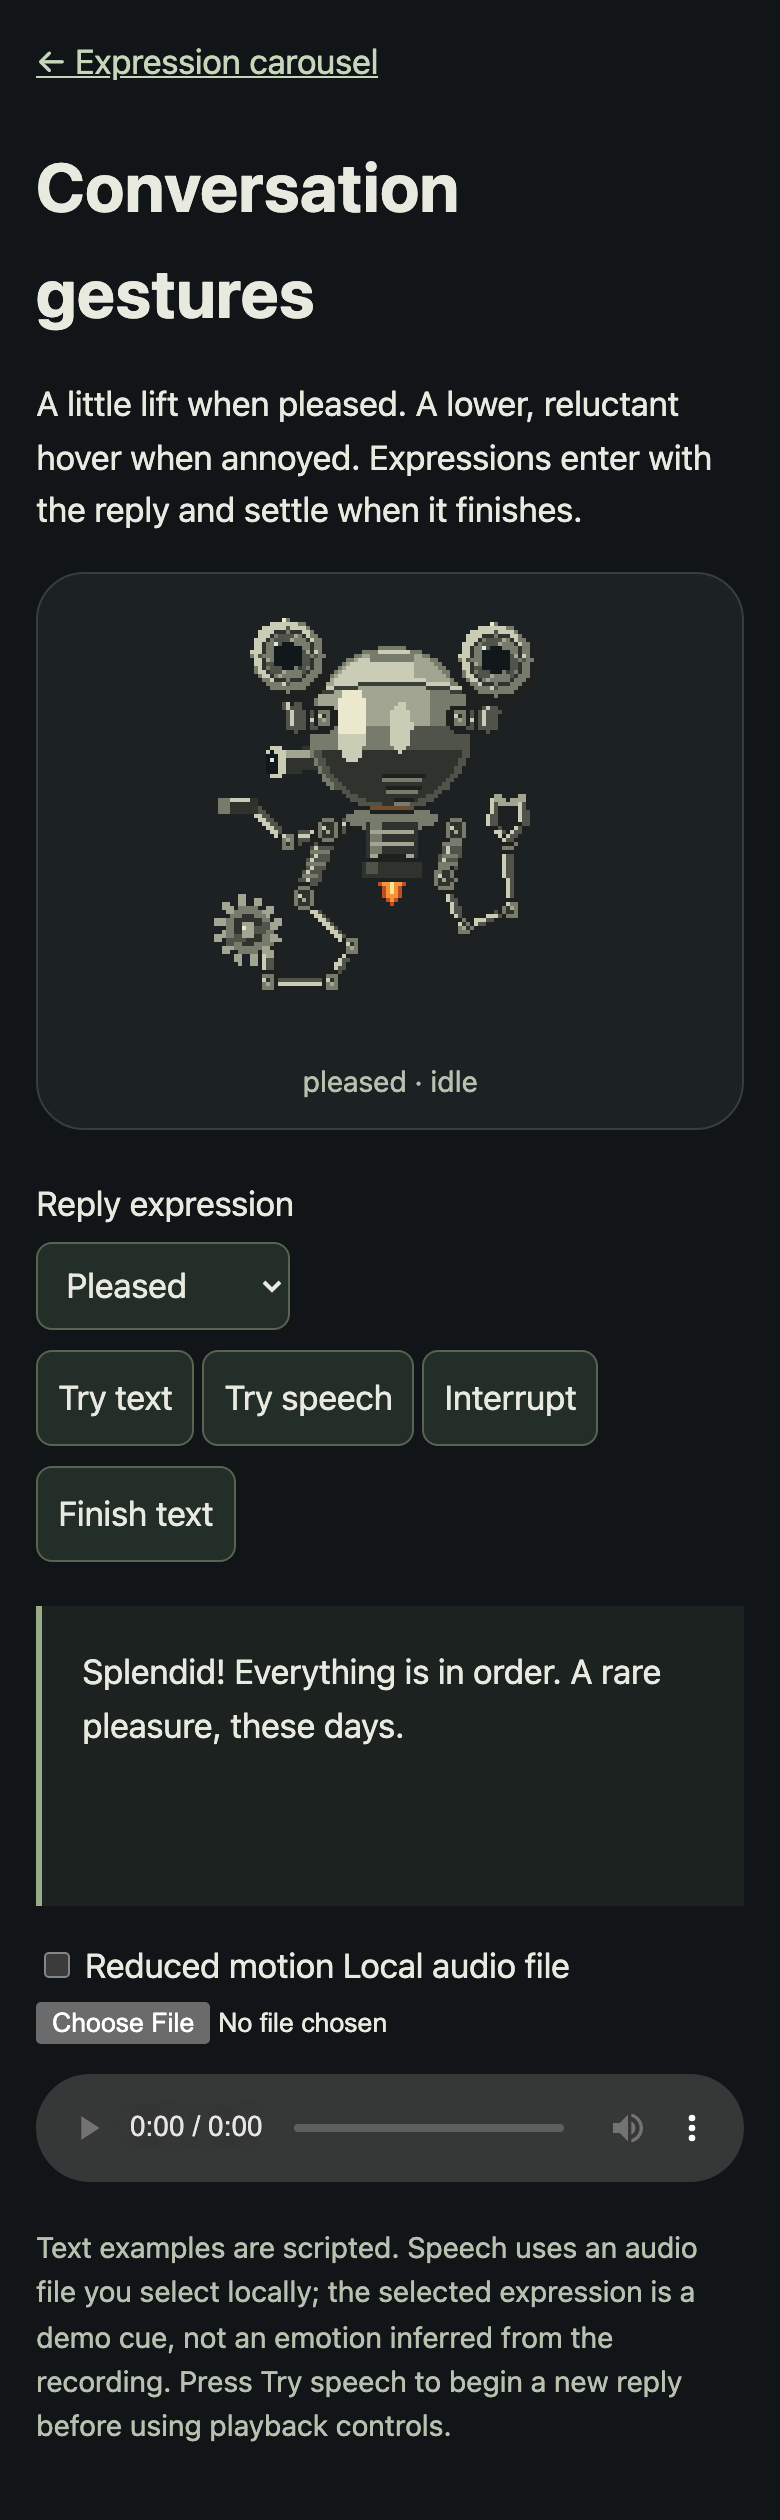 ← Expression carousel
Conversation
gestures
A little lift when pleased. A lower, reluctant
hover when annoyed. Expressions enter with
the reply and settle when it finishes.
pleased · idle
Reply expression
Pleased
Try text Try speech Interrupt
Finish text
Splendid! Everything is in order. A rare
pleasure, these days.
Reduced motion Local audio file
Choose File No file chosen
0:00 / 0:00
Text examples are scripted. Speech uses an audio
file you select locally; the selected expression is a
demo cue, not an emotion inferred from the
recording. Press Try speech to begin a new reply
before using playback controls.